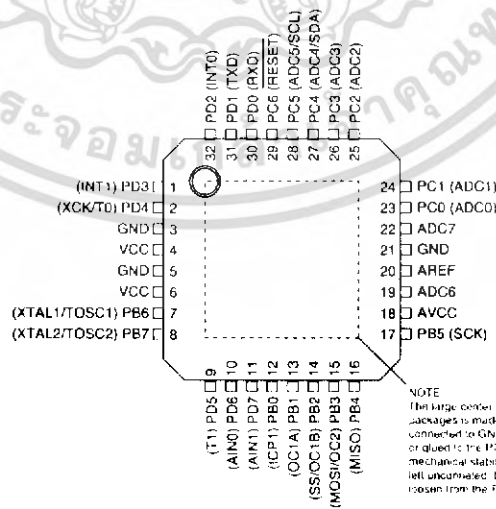 32 PD2 (INT0)
31 PD1 (TXD)
30 PD0 (RXD)
29 PC6 (RESET)
28 PC5 (ADC5/SCL)
27 PC4 (ADC4/SDA)
26 PC3 (ADC3)
25 PC2 (ADC2)
(INT1) PD3 1
(XCK/T0) PD4 2
GND 3
VCC 4
GND 5
VCC 6
(XTAL1/TOSC1) PB6 7
(XTAL2/TOSC2) PB7 8
24 PC1 (ADC1)
23 PC0 (ADC0)
22 ADC7
21 GND
20 AREF
19 ADC6
18 AVCC
17 PB5 (SCK)
(T1) PD5 9
(AIN0) PD6 10
(AIN1) PD7 11
(ICP1) PB0 12
(OC1A) PB1 13
(SS/OC1B) PB2 14
(MOSI/OC2) PB3 15
(MISO) PB4 16
NOTE
The large center
packages is
connected to GN
or glued to the
mechanical
left
from the